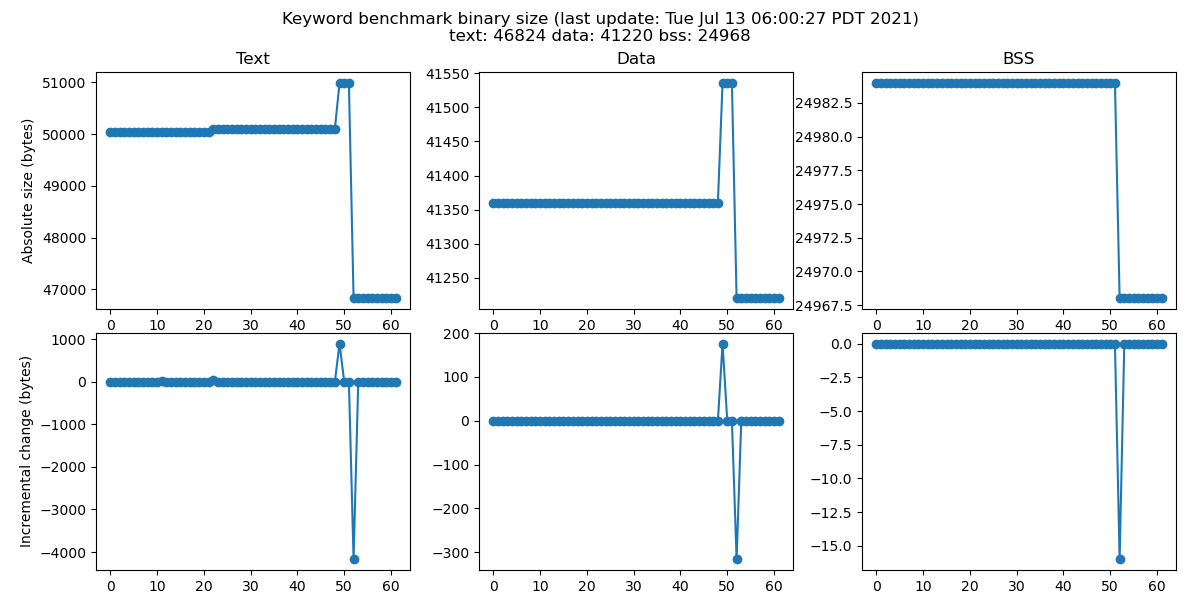 Keyword benchmark binary size (last update: Tue Jul 13 06:00:27 PDT 2021)
text: 46824 data: 41220 bss: 24968
Text
Absolute size (bytes)
51000
50000
49000
48000
47000
0 10 20 30 40 50 60
Data
41550
41500
41450
41400
41350
41300
41250
0 10 20 30 40 50 60
BSS
24982.5
24980.0
24977.5
24975.0
24972.5
24970.0
24967.5
0 10 20 30 40 50 60
Incremental change (bytes)
1000
0
−1000
−2000
−3000
−4000
0 10 20 30 40 50 60
200
100
0
−100
−200
−300
0 10 20 30 40 50 60
0.0
−2.5
−5.0
−7.5
−10.0
−12.5
−15.0
0 10 20 30 40 50 60